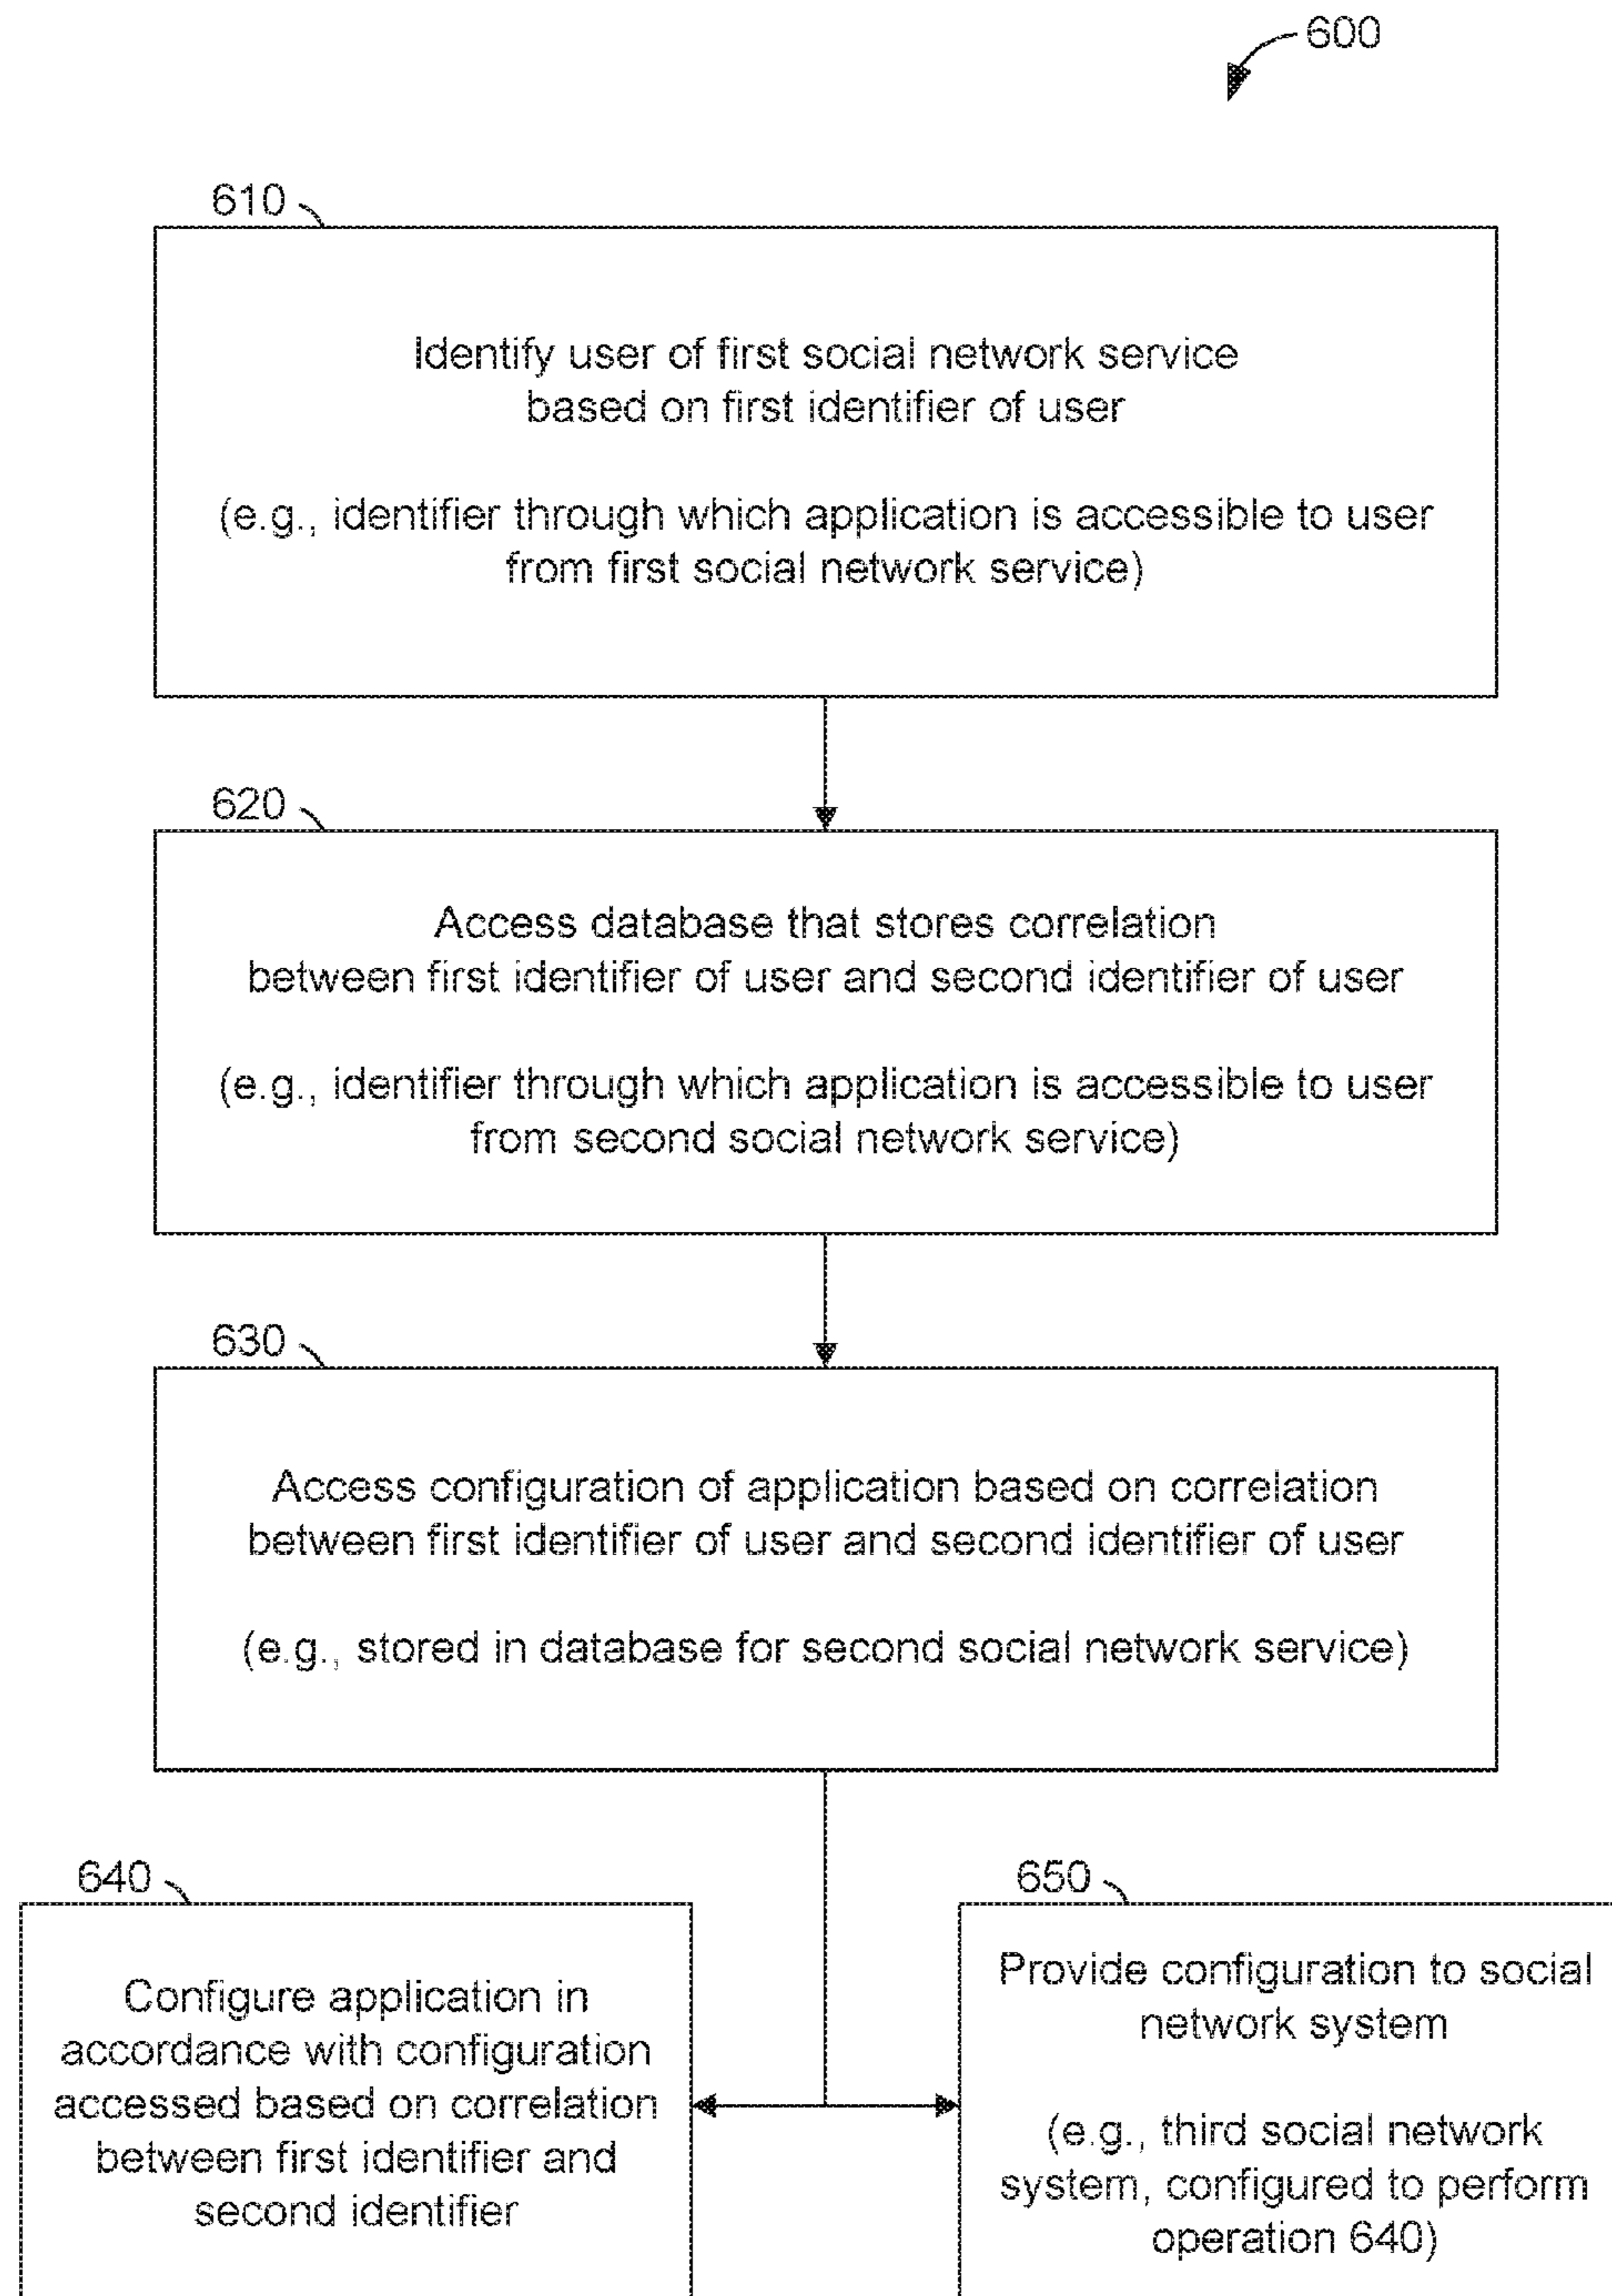 600
610
Identify user of first social network service
based on first identifier of user
(e.g., identifier through which application is accessible to user
from first social network service)
620
Access database that stores correlation
between first identifier of user and second identifier of user
(e.g., identifier through which application is accessible to user
from second social network service)
630
Access configuration of application based on correlation
between first identifier of user and second identifier of user
(e.g., stored in database for second social network service)
640
Configure application in
accordance with configuration
accessed based on correlation
between first identifier and
second identifier
650
Provide configuration to social
network system
(e.g., third social network
system, configured to perform
operation 640)